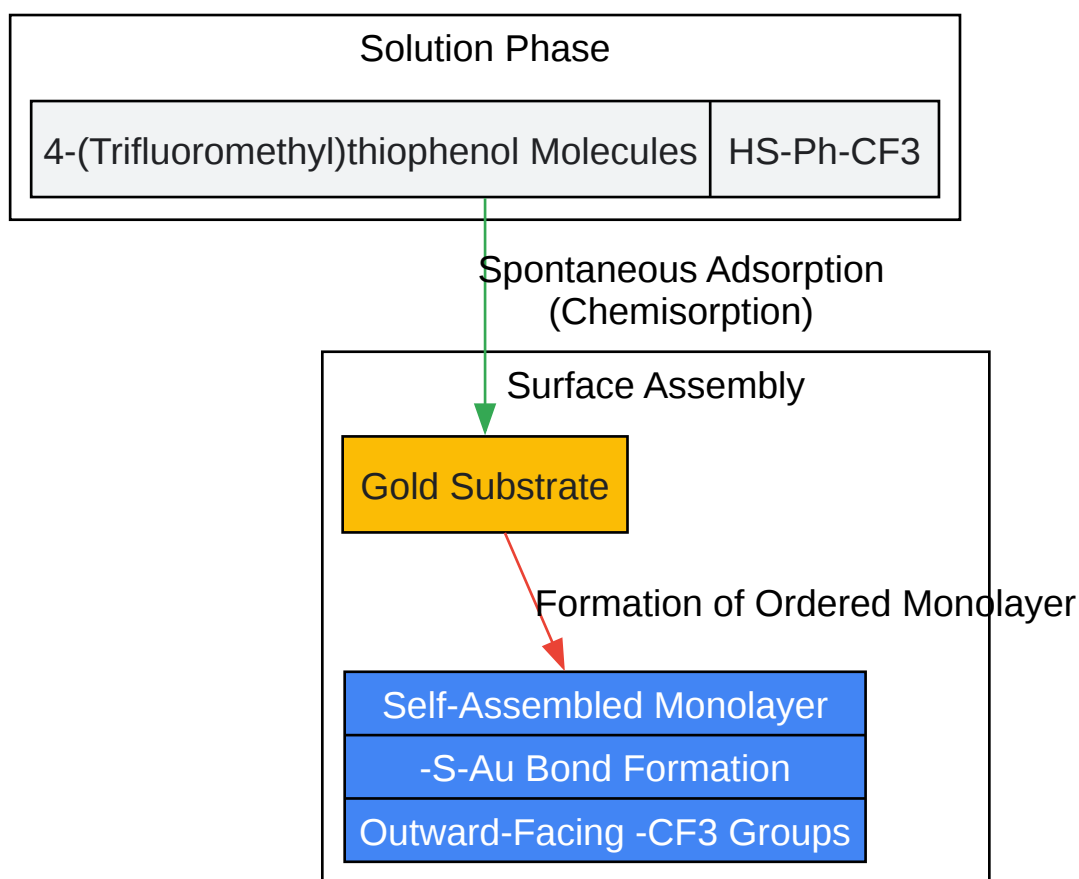 Solution Phase
4-(Trifluoromethyl)thiophenol Molecules
HS-Ph-CF3
Spontaneous Adsorption
(Chemisorption)
Surface Assembly
Gold Substrate
Formation of Ordered Monolayer
Self-Assembled Monolayer
-S-Au Bond Formation
Outward-Facing -CF3 Groups